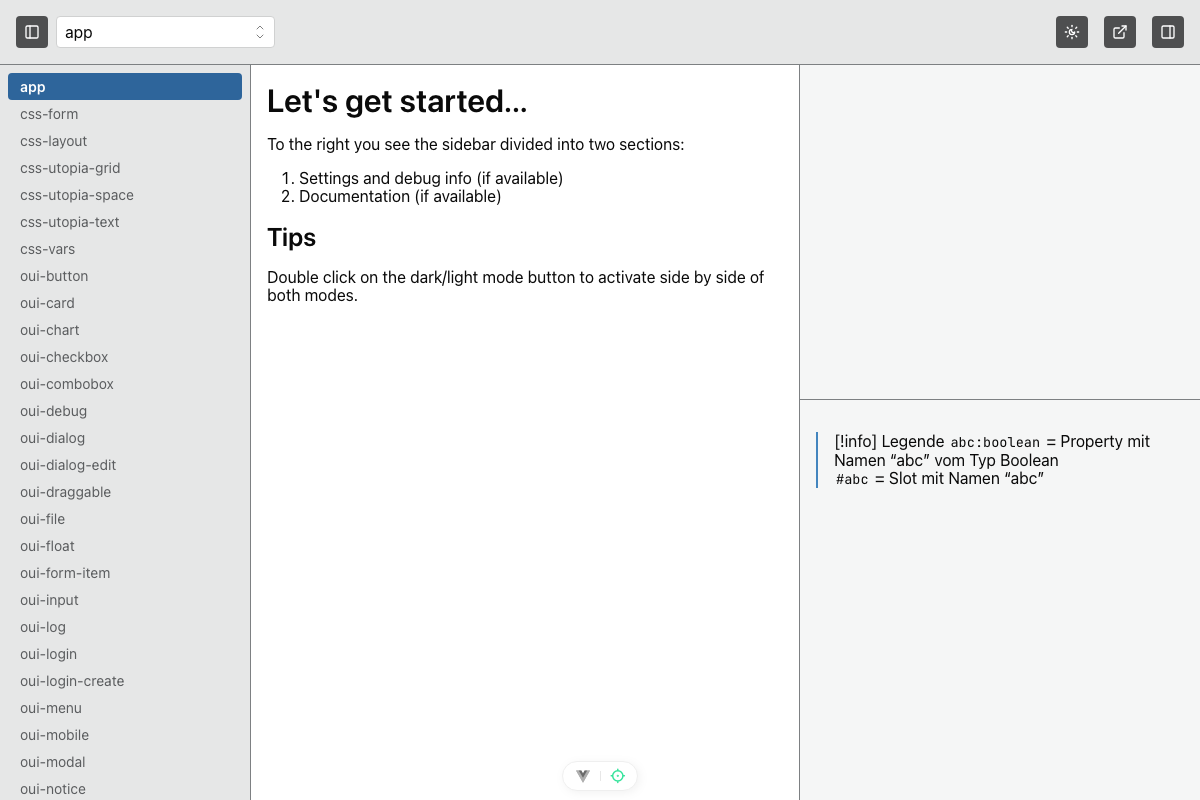 app
app
css-form
css-layout
css-utopia-grid
css-utopia-space
css-utopia-text
css-vars
oui-button
oui-card
oui-chart
oui-checkbox
oui-combobox
oui-debug
oui-dialog
oui-dialog-edit
oui-draggable
oui-file
oui-float
oui-form-item
oui-input
oui-log
oui-login
oui-login-create
oui-menu
oui-mobile
oui-modal
oui-notice
Let's get started...
To the right you see the sidebar divided into two sections:
1. Settings and debug info (if available)
2. Documentation (if available)
Tips
Double click on the dark/light mode button to activate side by side of
both modes.
[!info] Legende abc:boolean = Property mit
Namen “abc” vom Typ Boolean
#abc = Slot mit Namen “abc”